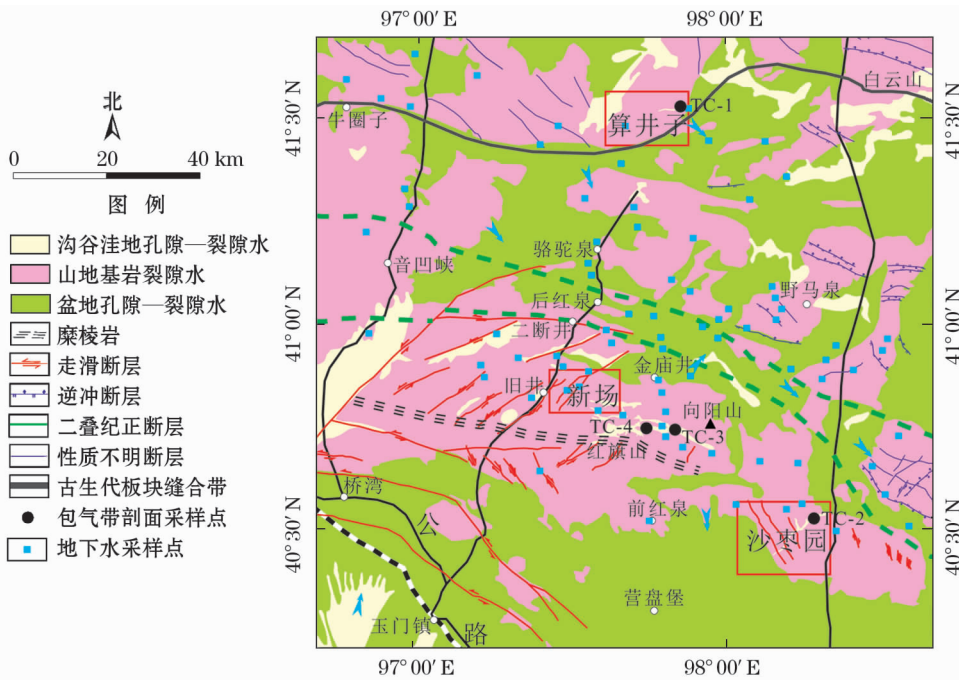 97°00′E
98°00′E
北
0
20
40 km
图 例
沟谷洼地孔隙—裂隙水
山地基岩裂隙水
盆地孔隙—裂隙水
糜棱岩
走滑断层
逆冲断层
二叠纪正断层
性质不明断层
古生代板块缝合带
包气带剖面采样点
地下水采样点
41°30′N
41°00′N
40°30′N
白云山
牛圈子
TC-1
算井子
骆驼泉
音凹峡
野马泉
后红泉
二断井
金庙井
旧井
新场
向阳山
TC-4
TC-3
红旗山
桥湾
公
前红泉
TC-2
沙枣园
营盘堡
玉门镇
路
41°30′N
41°00′N
40°30′N
97°00′E
98°00′E